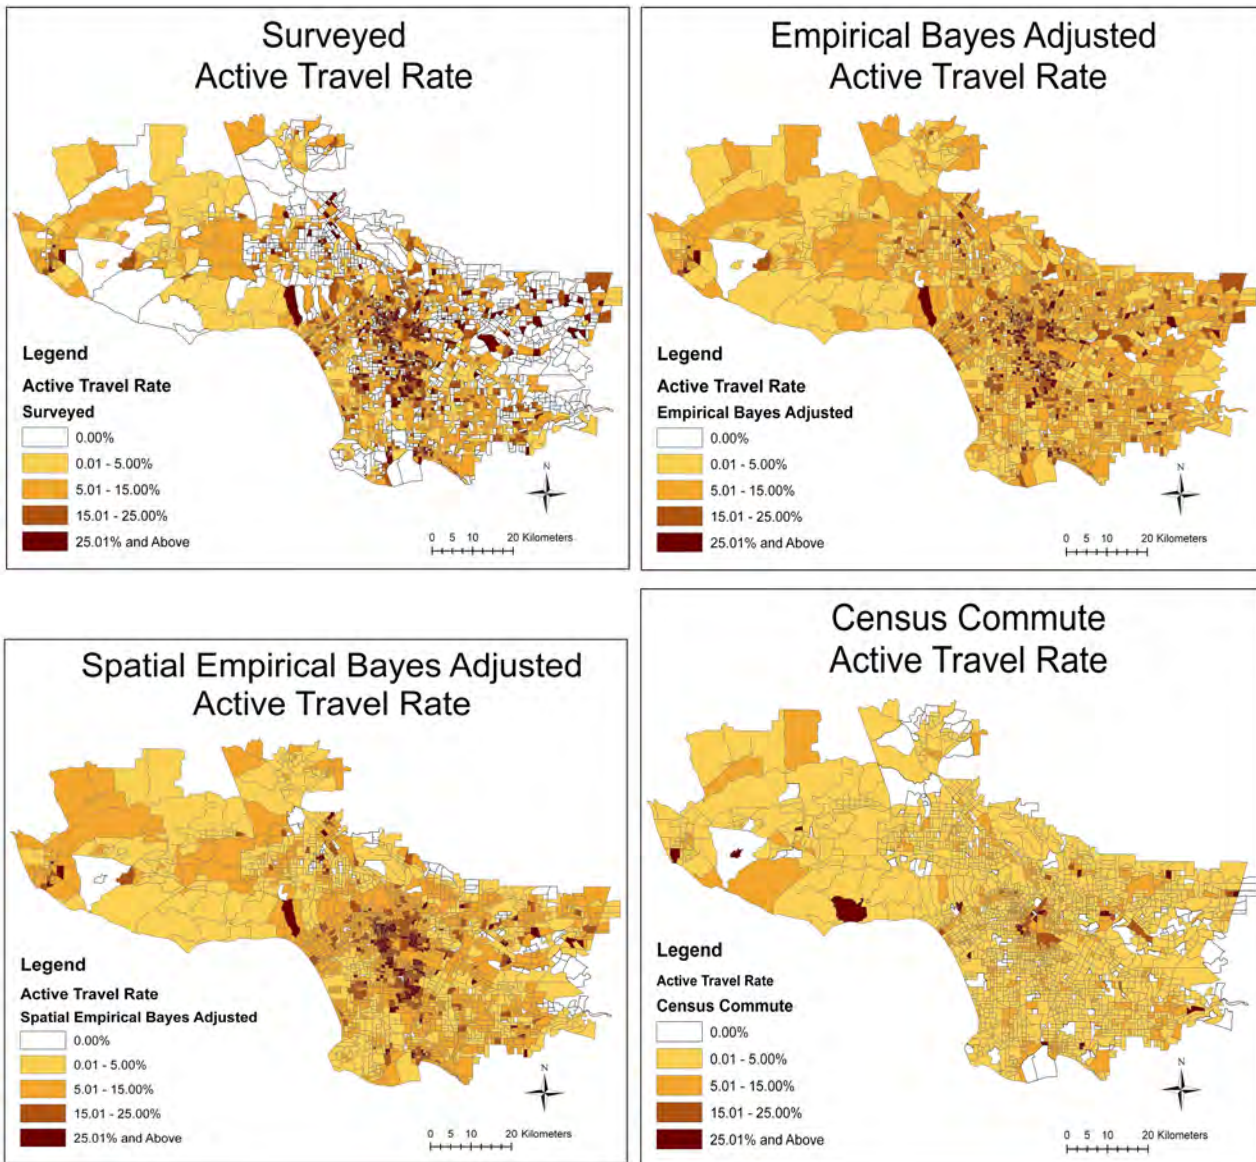 Surveyed
Active Travel Rate
Legend
Active Travel Rate
Surveyed
0.00%
0.01 - 5.00%
5.01 - 15.00%
15.01 - 25.00%
25.01% and Above
N
0 5 10 20 Kilometers
Empirical Bayes Adjusted
Active Travel Rate
Legend
Active Travel Rate
Empirical Bayes Adjusted
0.00%
0.01 - 5.00%
5.01 - 15.00%
15.01 - 25.00%
25.01% and Above
N
0 5 10 20 Kilometers
Spatial Empirical Bayes Adjusted
Active Travel Rate
Legend
Active Travel Rate
Spatial Empirical Bayes Adjusted
0.00%
0.01 - 5.00%
5.01 - 15.00%
15.01 - 25.00%
25.01% and Above
N
0 5 10 20 Kilometers
Census Commute
Active Travel Rate
Legend
Active Travel Rate
Census Commute
0.00%
0.01 - 5.00%
5.01 - 15.00%
15.01 - 25.00%
25.01% and Above
N
0 5 10 20 Kilometers